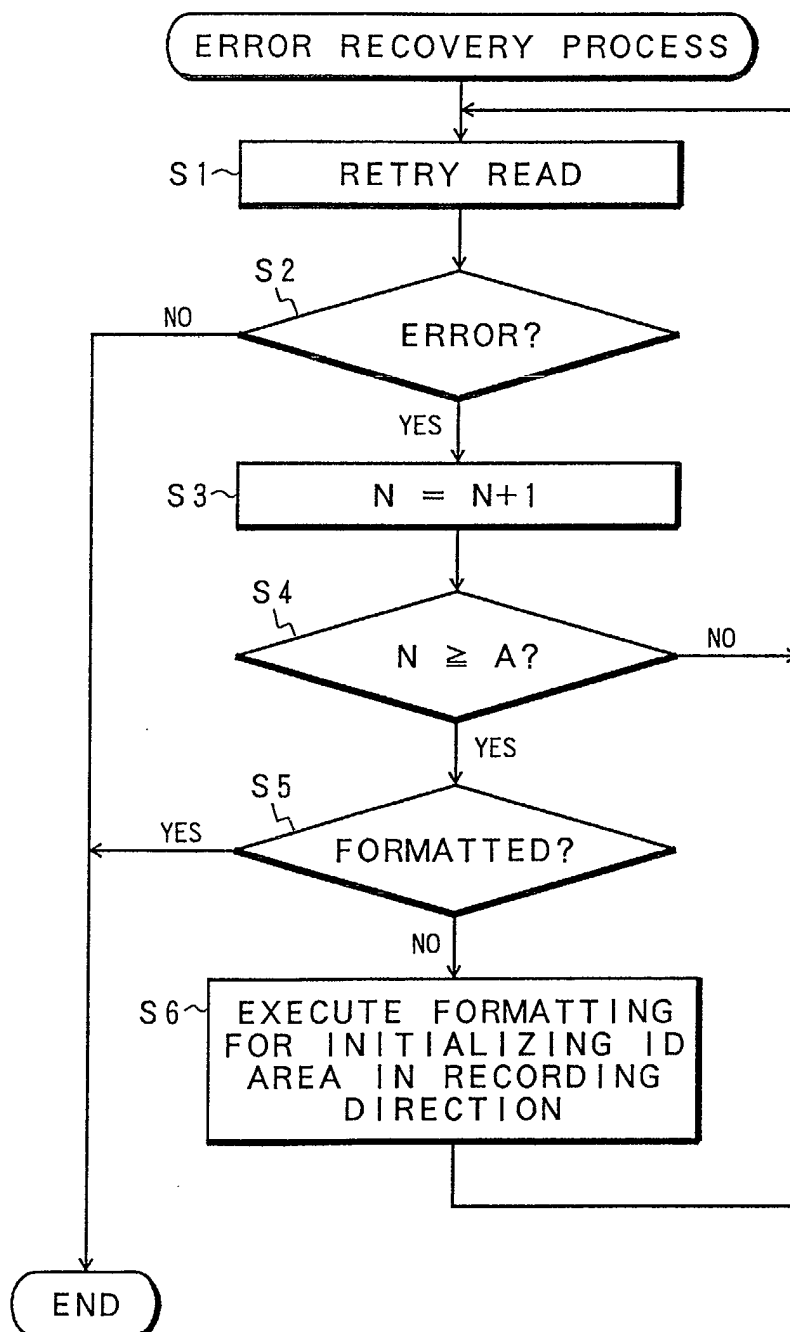 ERROR RECOVERY PROCESS
S1
RETRY READ
S2
NO
ERROR?
YES
S3
N = N+1
S4
N ≧ A?
NO
YES
S5
YES
FORMATTED?
NO
S6
EXECUTE FORMATTING
FOR INITIALIZING ID
AREA IN RECORDING
DIRECTION
END